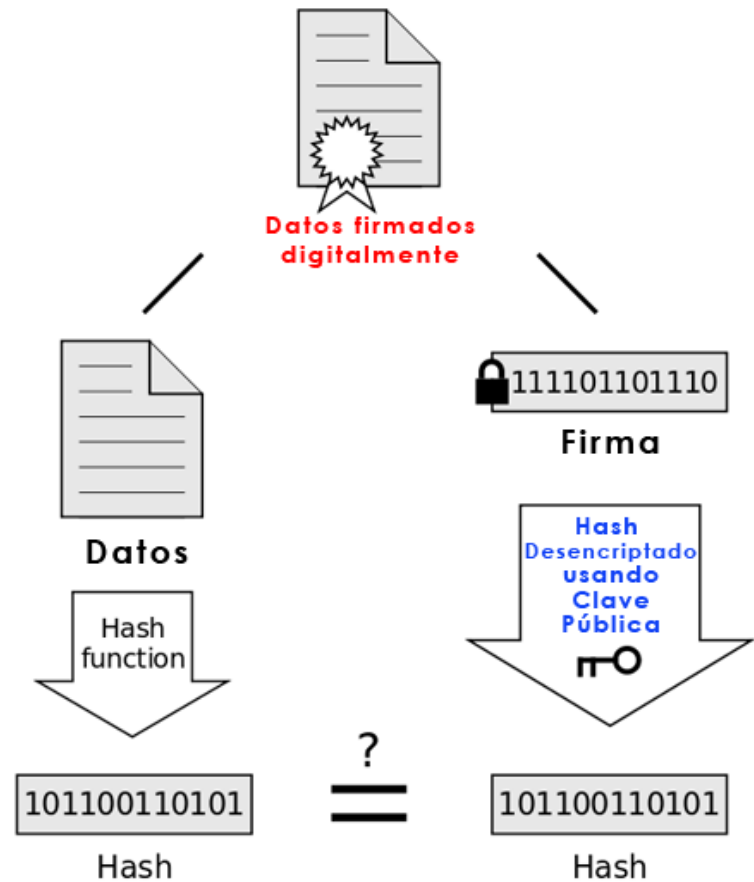 Datos firmados
digitalmente
111101101110
Firma
Datos
Hash
Desencriptado
usando
Clave
Pública
Hash
function
?
101100110101
101100110101
Hash
Hash